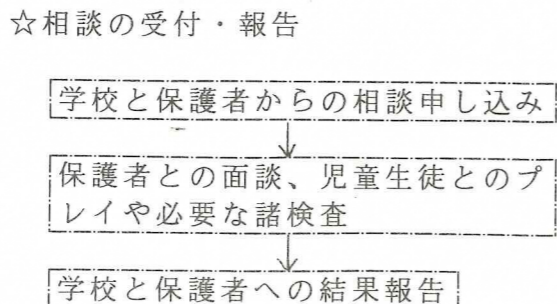 ☆相談の受付・報告
学校と保護者からの相談申し込み
保護者との面談、児童生徒とのプ
レイや必要な諸検査
学校と保護者への結果報告